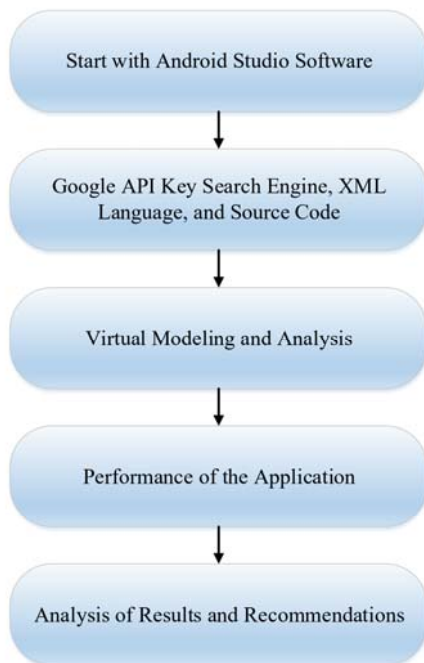 Start with Android Studio Software
Google API Key Search Engine, XML
Language, and Source Code
Virtual Modeling and Analysis
Performance of the Application
Analysis of Results and Recommendations